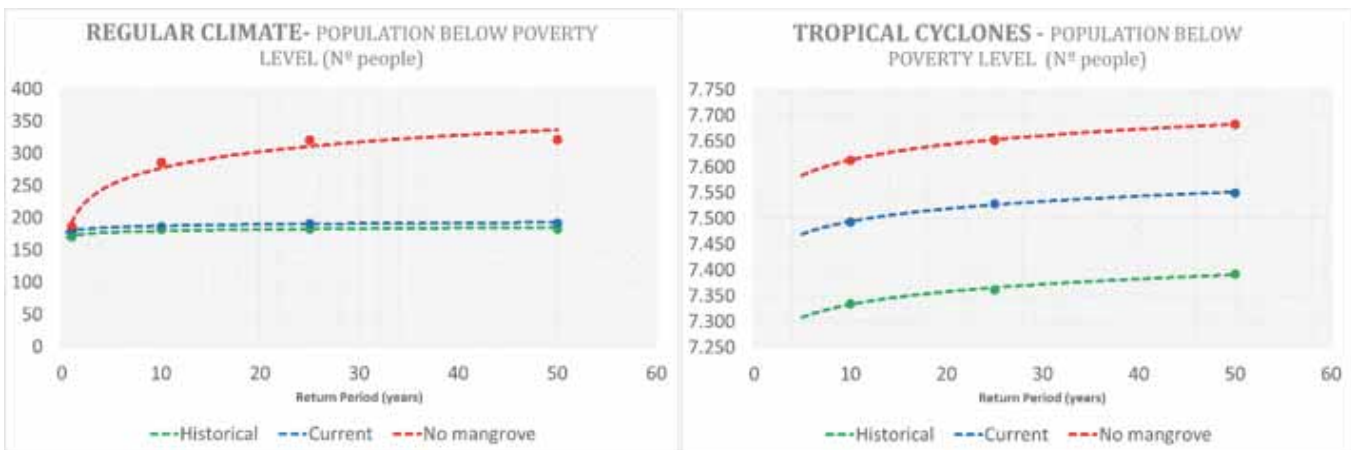 REGULAR CLIMATE- POPULATION BELOW POVERTY
LEVEL (Nº people)
400
350
300
250
200
150
100
50
0
0 10 20 30 40 50 60
Return Period (years)
Historical Current No mangrove
TROPICAL CYCLONES - POPULATION BELOW
POVERTY LEVEL (Nº people)
7.750
7.700
7.650
7.600
7.550
7.500
7.450
7.400
7.350
7.300
7.250
0 10 20 30 40 50 60
Return Period (years)
Historical Current No mangrove